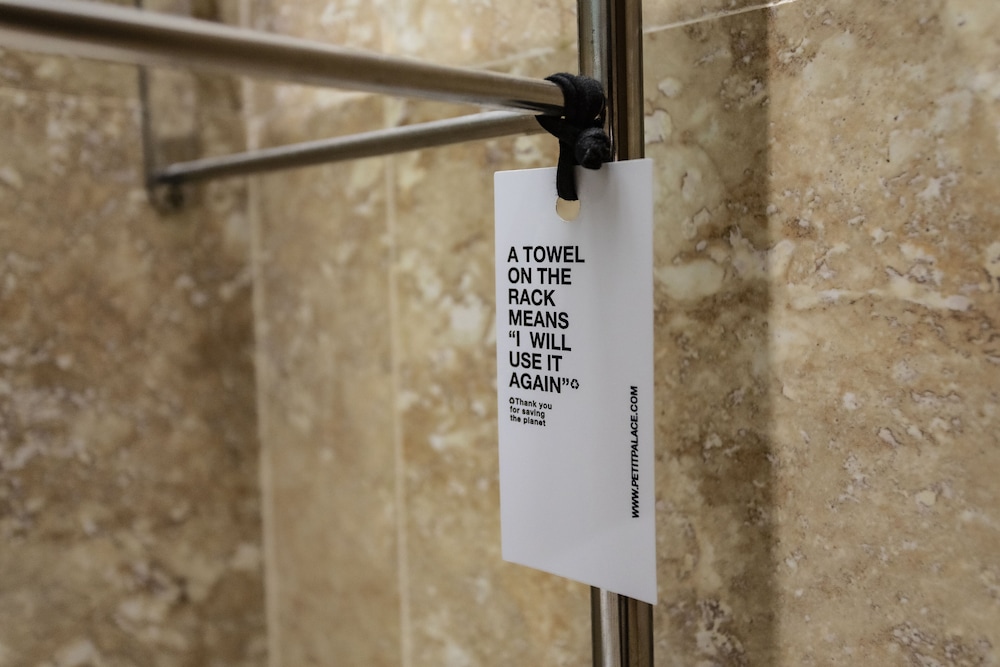 A TOWEL
ON THE
RACK
MEANS
“I WILL
USE IT
AGAIN”♻
♻Thank you
for saving
the planet
WWW.PETITPALACE.COM